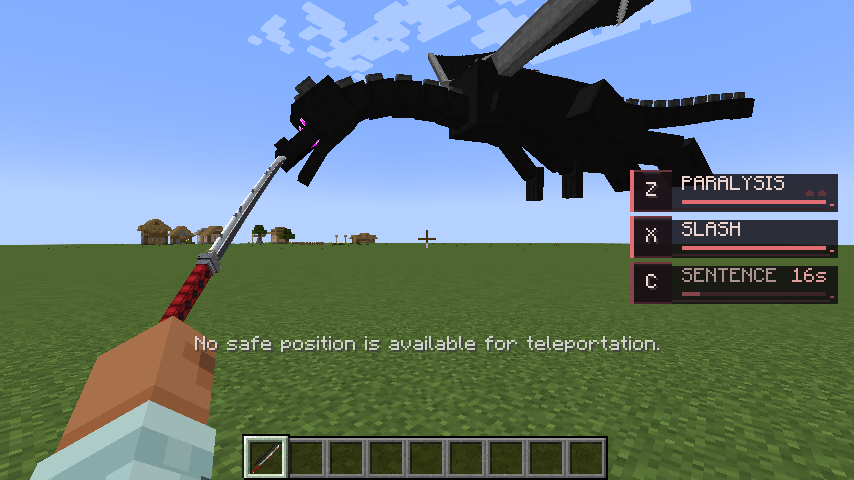 Z PARALYSIS
X SLASH
C SENTENCE 16s
No safe position is available for teleportation.